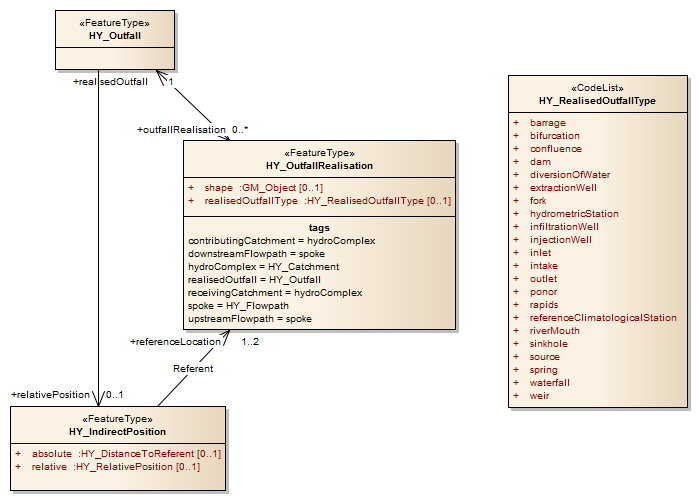 «FeatureType»
HY_Outfall
+realisedOutfall
1
+outfallRealisation 0..*
«FeatureType»
HY_OutfallRealisation
+ shape :GM_Object [0..1]
+ realisedOutfallType :HY_RealisedOutfallType [0..1]
tags
contributingCatchment = hydroComplex
downstreamFlowpath = spoke
hydroComplex = HY_Catchment
realisedOutfall = HY_Outfall
receivingCatchment = hydroComplex
spoke = HY_Flowpath
upstreamFlowpath = spoke
+referenceLocation 1..2
Referent
+relativePosition 0..1
«FeatureType»
HY_IndirectPosition
+ absolute :HY_DistanceToReferent [0..1]
+ relative :HY_RelativePosition [0..1]
«CodeList»
HY_RealisedOutfallType
+ barrage
+ bifurcation
+ confluence
+ dam
+ diversionOfWater
+ extractionWell
+ fork
+ hydrometricStation
+ infiltrationWell
+ injectionWell
+ inlet
+ intake
+ outlet
+ ponor
+ rapids
+ referenceClimatologicalStation
+ riverMouth
+ sinkhole
+ source
+ spring
+ waterfall
+ weir